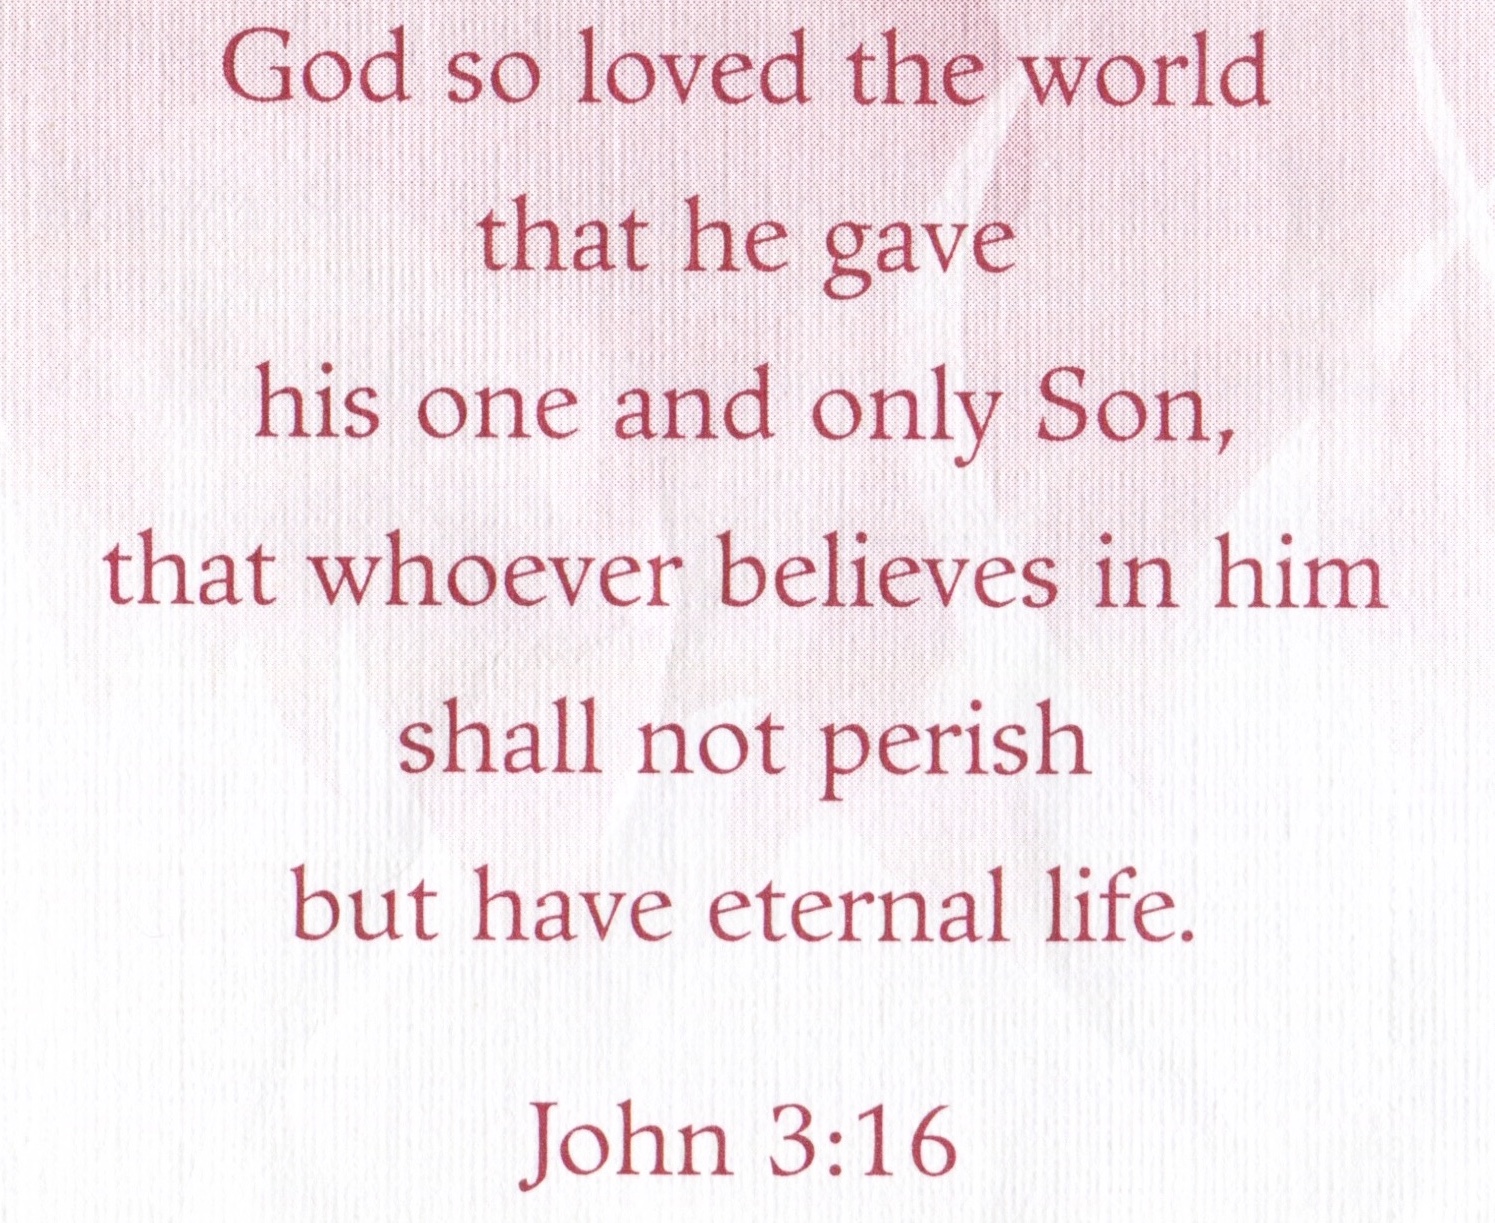 God so loved the world
that he gave
his one and only Son,
that whoever believes in him
shall not perish
but have eternal life.
John 3:16